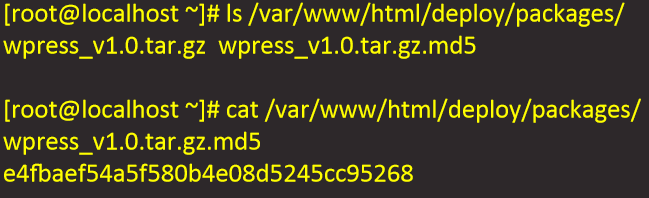 [root@localhost ~]# ls /var/www/html/deploy/packages/
wpress_v1.0.tar.gz  wpress_v1.0.tar.gz.md5
[root@localhost ~]# cat /var/www/html/deploy/packages/
wpress_v1.0.tar.gz.md5
e4fbaef54a5f580b4e08d5245cc95268